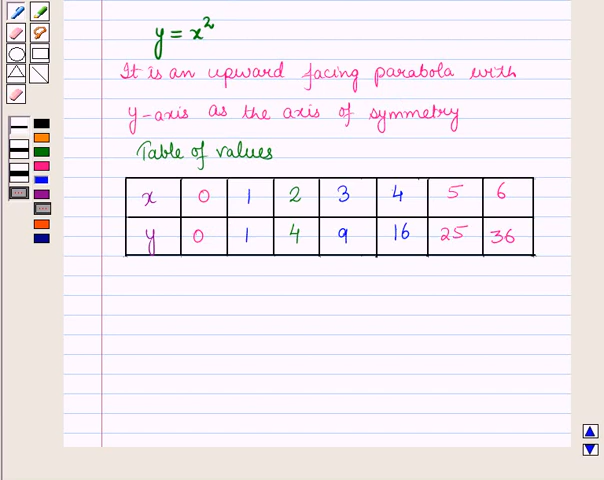 y = x²
It is an upward facing parabola with
y-axis as the axis of symmetry
Table of values
x 0 1 2 3 4 5 6
y 0 1 4 9 16 25 36